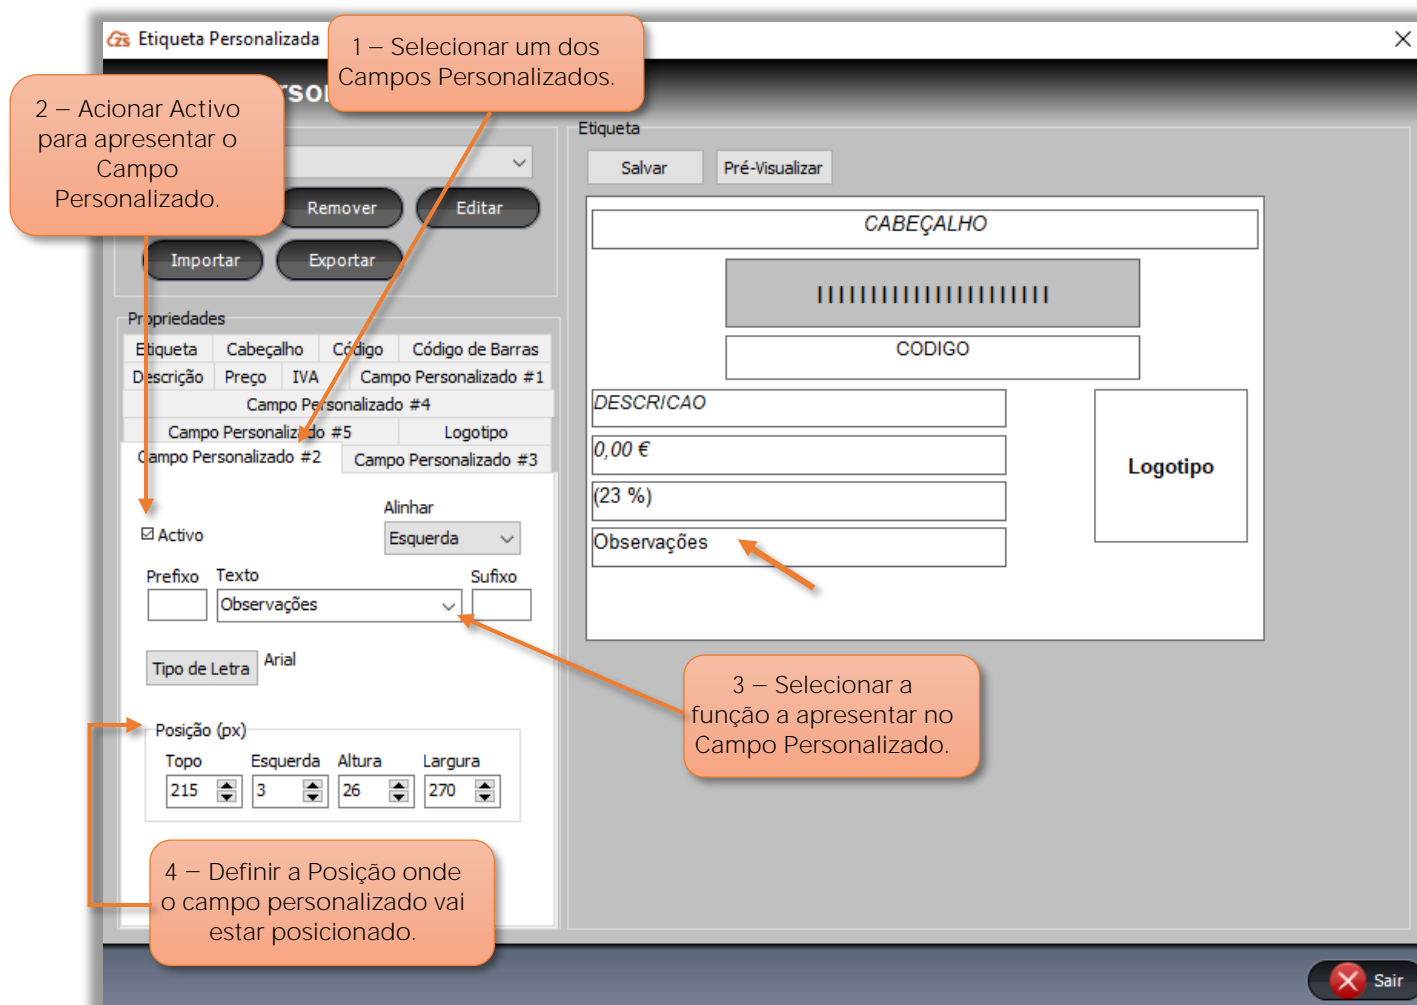 Etiqueta Personalizada
1 – Selecionar um dos
Campos Personalizados.
2 – Acionar Activo
para apresentar o
Campo
Personalizado.
Etiqueta
Salvar
Pré-Visualizar
Remover
Editar
Importar
Exportar
CABEÇALHO
CODIGO
DESCRICAO
0,00 €
(23 %)
Observações
Logotipo
Propriedades
Etiqueta Cabeçalho Código Código de Barras
Descrição Preço IVA Campo Personalizado #1
Campo Personalizado #4
Campo Personalizado #5 Logotipo
Campo Personalizado #2 Campo Personalizado #3
Alinhar
Activo
Esquerda
Prefixo Texto Sufixo
Observações
Tipo de Letra Arial
3 – Selecionar a
função a apresentar no
Campo Personalizado.
Posição (px)
Topo Esquerda Altura Largura
215 3 26 270
4 – Definir a Posição onde
o campo personalizado vai
estar posicionado.
Sair